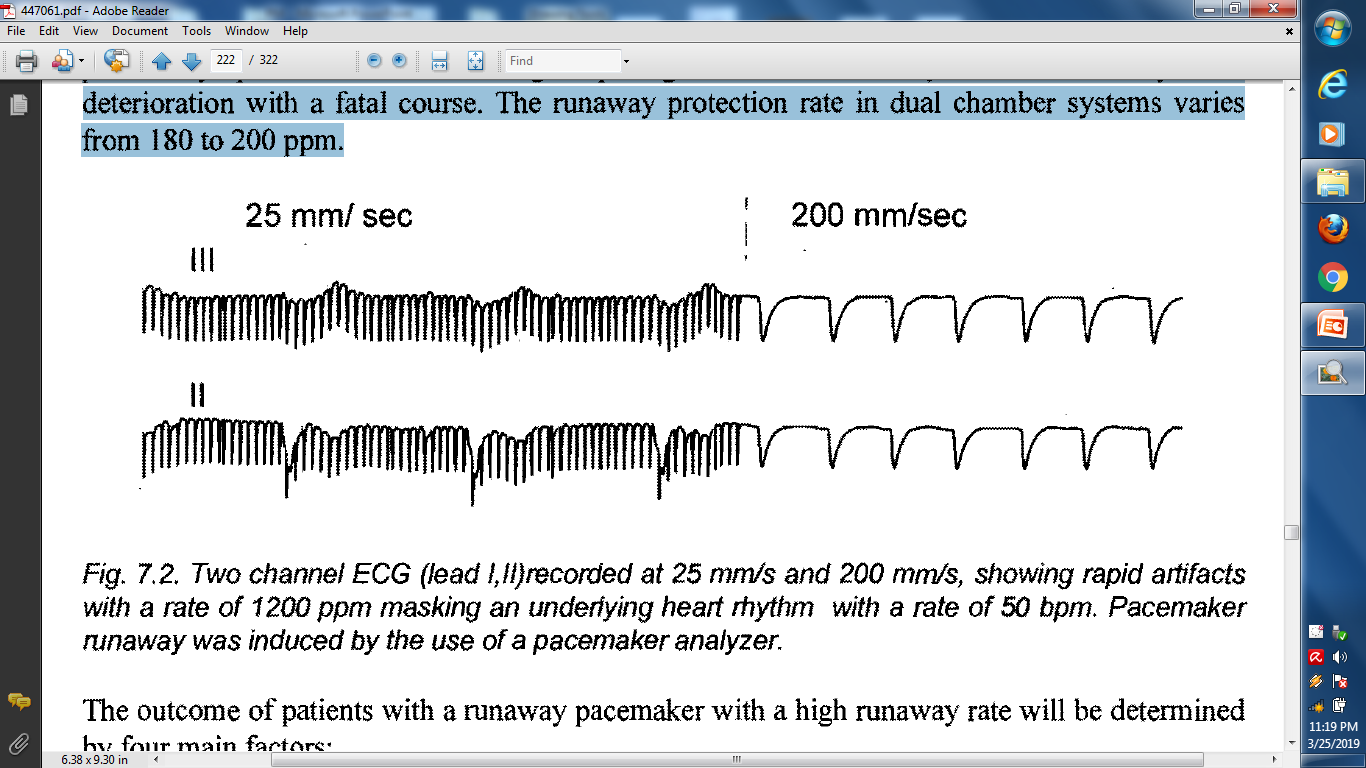 447061.pdf - Adobe Reader
File Edit View Document Tools Window Help
222 / 322 Find
deterioration with a fatal course. The runaway protection rate in dual chamber systems varies
from 180 to 200 ppm.
25 mm/ sec 200 mm/sec
III
II
Fig. 7.2. Two channel ECG (lead I,II)recorded at 25 mm/s and 200 mm/s, showing rapid artifacts
with a rate of 1200 ppm masking an underlying heart rhythm with a rate of 50 bpm. Pacemaker
runaway was induced by the use of a pacemaker analyzer.
The outcome of patients with a runaway pacemaker with a high runaway rate will be determined
by four main factors:
6.38 x 9.30 in
11:19 PM
3/25/2019